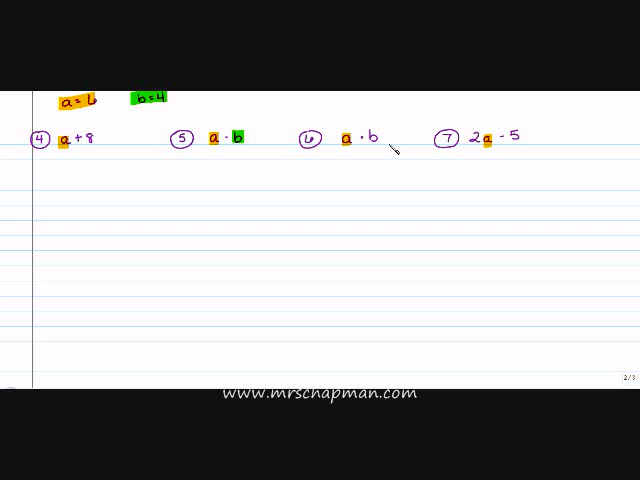 a = 6 b = 4
④ a + 8 ⑤ a - b ⑥ a · b ⑦ 2a - 5
2/3
www.mrschapman.com